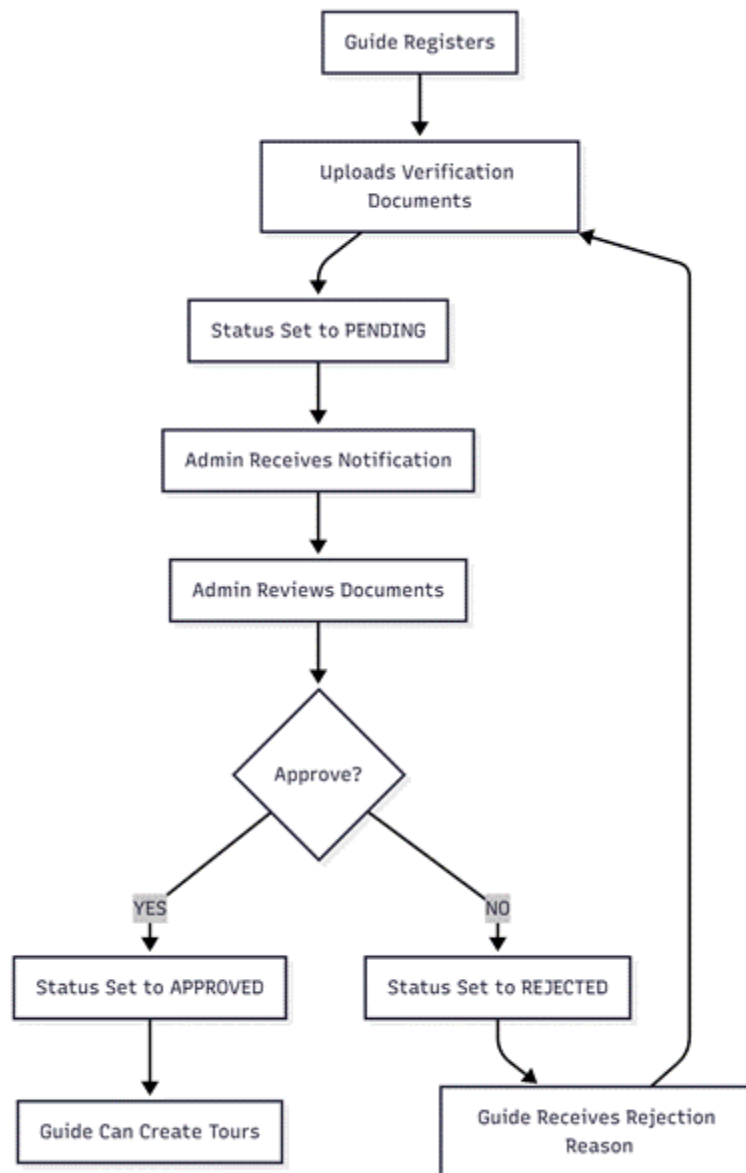 Guide Registers
Uploads Verification
Documents
Status Set to PENDING
Admin Receives Notification
Admin Reviews Documents
Approve?
YES
NO
Status Set to APPROVED
Status Set to REJECTED
Guide Can Create Tours
Guide Receives Rejection
Reason